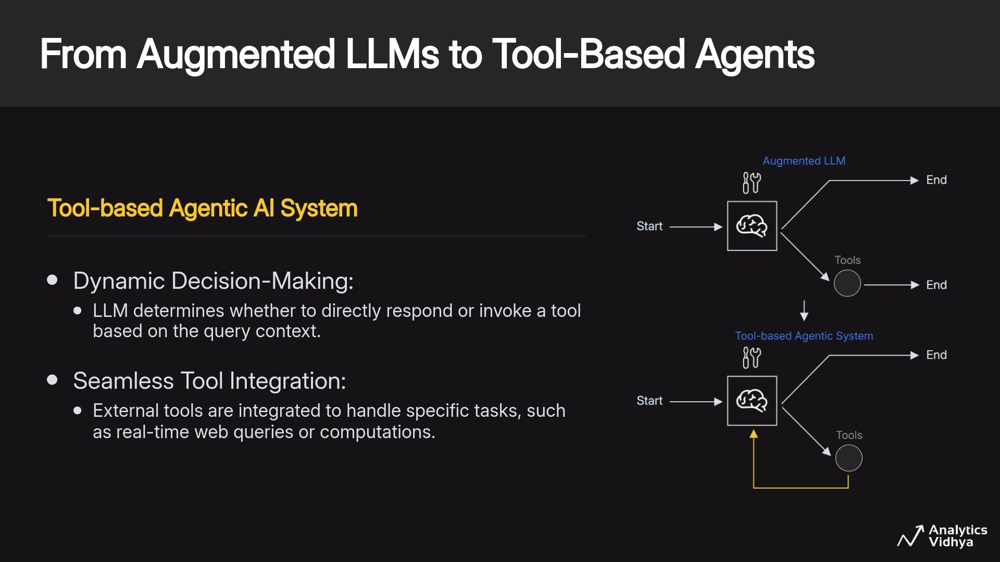 From Augmented LLMs to Tool-Based Agents
Tool-based Agentic AI System
Dynamic Decision-Making:
LLM determines whether to directly respond or invoke a tool
based on the query context.
Seamless Tool Integration:
External tools are integrated to handle specific tasks, such
as real-time web queries or computations.
Augmented LLM
End
Start
Tools
End
Tool-based Agentic System
End
Start
Tools
Analytics
Vidhya